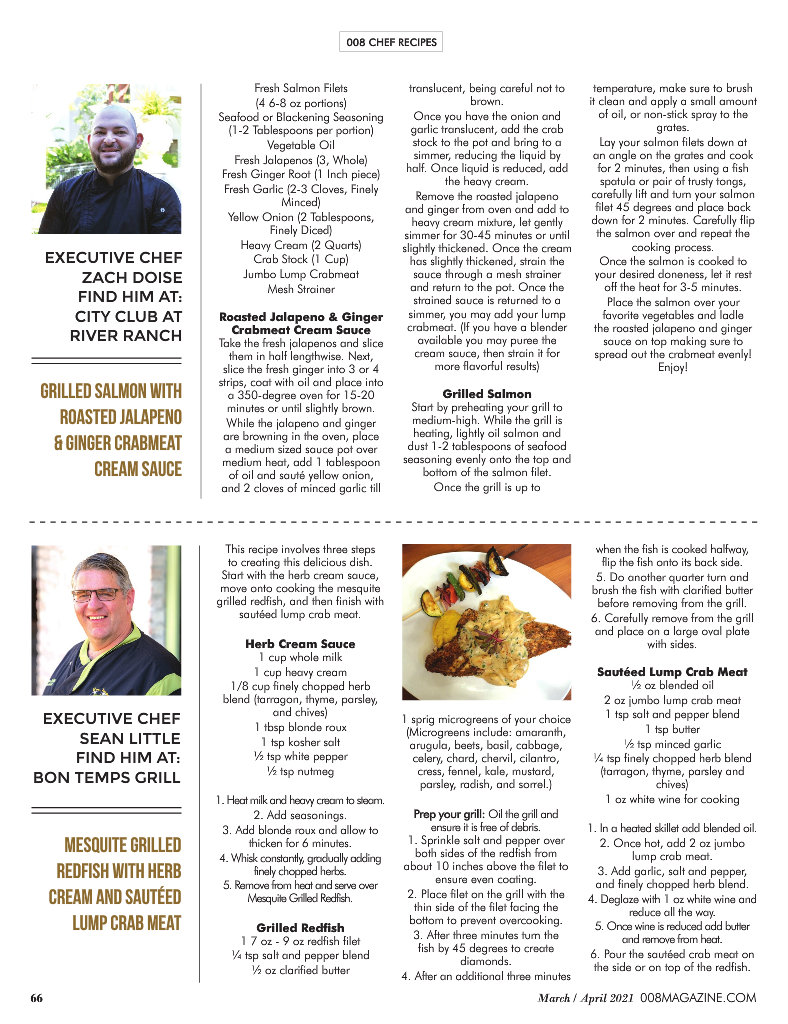 008 CHEF RECIPES
EXECUTIVE CHEF
ZACH DOISE
FIND HIM AT:
CITY CLUB AT
RIVER RANCH
GRILLED SALMON WITH
ROASTED JALAPENO
& GINGER CRABMEAT
CREAM SAUCE
Fresh Salmon Filets
(4 6-8 oz portions)
Seafood or Blackening Seasoning
(1-2 Tablespoons per portion)
Vegetable Oil
Fresh Jalapenos (3, Whole)
Fresh Ginger Root (1 Inch piece)
Fresh Garlic (2-3 Cloves, Finely
Minced)
Yellow Onion (2 Tablespoons,
Finely Diced)
Heavy Cream (2 Quarts)
Crab Stock (1 Cup)
Jumbo Lump Crabmeat
Mesh Strainer
Roasted Jalapeno & Ginger
Crabmeat Cream Sauce
Take the fresh jalapenos and slice
them in half lengthwise. Next,
slice the fresh ginger into 3 or 4
strips, coat with oil and place into
a 350-degree oven for 15-20
minutes or until slightly brown.
While the jalapeno and ginger
are browning in the oven, place
a medium sized sauce pot over
medium heat, add 1 tablespoon
of oil and sauté yellow onion,
and 2 cloves of minced garlic till
translucent, being careful not to
brown.
Once you have the onion and
garlic translucent, add the crab
stock to the pot and bring to a
simmer, reducing the liquid by
half. Once liquid is reduced, add
the heavy cream.
Remove the roasted jalapeno
and ginger from oven and add to
heavy cream mixture, let gently
simmer for 30-45 minutes or until
slightly thickened. Once the cream
has slightly thickened, strain the
sauce through a mesh strainer
and return to the pot. Once the
strained sauce is returned to a
simmer, you may add your lump
crabmeat. (If you have a blender
available you may puree the
cream sauce, then strain it for
more flavorful results)
Grilled Salmon
Start by preheating your grill to
medium-high. While the grill is
heating, lightly oil salmon and
dust 1-2 tablespoons of seafood
seasoning evenly onto the top and
bottom of the salmon filet.
Once the grill is up to
temperature, make sure to brush
it clean and apply a small amount
of oil, or non-stick spray to the
grates.
Lay your salmon filets down at
an angle on the grates and cook
for 2 minutes, then using a fish
spatula or pair of trusty tongs,
carefully lift and turn your salmon
filet 45 degrees and place back
down for 2 minutes. Carefully flip
the salmon over and repeat the
cooking process.
Once the salmon is cooked to
your desired doneness, let it rest
off the heat for 3-5 minutes.
Place the salmon over your
favorite vegetables and ladle
the roasted jalapeno and ginger
sauce on top making sure to
spread out the crabmeat evenly!
Enjoy!
EXECUTIVE CHEF
SEAN LITTLE
FIND HIM AT:
BON TEMPS GRILL
MESQUITE GRILLED
REDFISH WITH HERB
CREAM AND SAUTÉED
LUMP CRAB MEAT
This recipe involves three steps
to creating this delicious dish.
Start with the herb cream sauce,
move onto cooking the mesquite
grilled redfish, and then finish with
sautéed lump crab meat.
Herb Cream Sauce
1 cup whole milk
1 cup heavy cream
1/8 cup finely chopped herb
blend (tarragon, thyme, parsley,
and chives)
1 tbsp blonde roux
1 tsp kosher salt
½ tsp white pepper
½ tsp nutmeg
1. Heat milk and heavy cream to steam.
2. Add seasonings.
3. Add blonde roux and allow to
thicken for 6 minutes.
4. Whisk constantly, gradually adding
finely chopped herbs.
5. Remove from heat and serve over
Mesquite Grilled Redfish.
Grilled Redfish
1 7 oz - 9 oz redfish filet
¼ tsp salt and pepper blend
½ oz clarified butter
1 sprig microgreens of your choice
(Microgreens include: amaranth,
arugula, beets, basil, cabbage,
celery, chard, chervil, cilantro,
cress, fennel, kale, mustard,
parsley, radish, and sorrel.)
Prep your grill: Oil the grill and
ensure it is free of debris.
1. Sprinkle salt and pepper over
both sides of the redfish from
about 10 inches above the filet to
ensure even coating.
2. Place filet on the grill with the
thin side of the filet facing the
bottom to prevent overcooking.
3. After three minutes turn the
fish by 45 degrees to create
diamonds.
4. After an additional three minutes
when the fish is cooked halfway,
flip the fish onto its back side.
5. Do another quarter turn and
brush the fish with clarified butter
before removing from the grill.
6. Carefully remove from the grill
and place on a large oval plate
with sides.
Sautéed Lump Crab Meat
½ oz blended oil
2 oz jumbo lump crab meat
1 tsp salt and pepper blend
1 tsp butter
½ tsp minced garlic
¼ tsp finely chopped herb blend
(tarragon, thyme, parsley and
chives)
1 oz white wine for cooking
1. In a heated skillet add blended oil.
2. Once hot, add 2 oz jumbo
lump crab meat.
3. Add garlic, salt and pepper,
and finely chopped herb blend.
4. Deglaze with 1 oz white wine and
reduce all the way.
5. Once wine is reduced add butter
and remove from heat.
6. Pour the sautéed crab meat on
the side or on top of the redfish.
66
March / April 2021 008MAGAZINE.COM